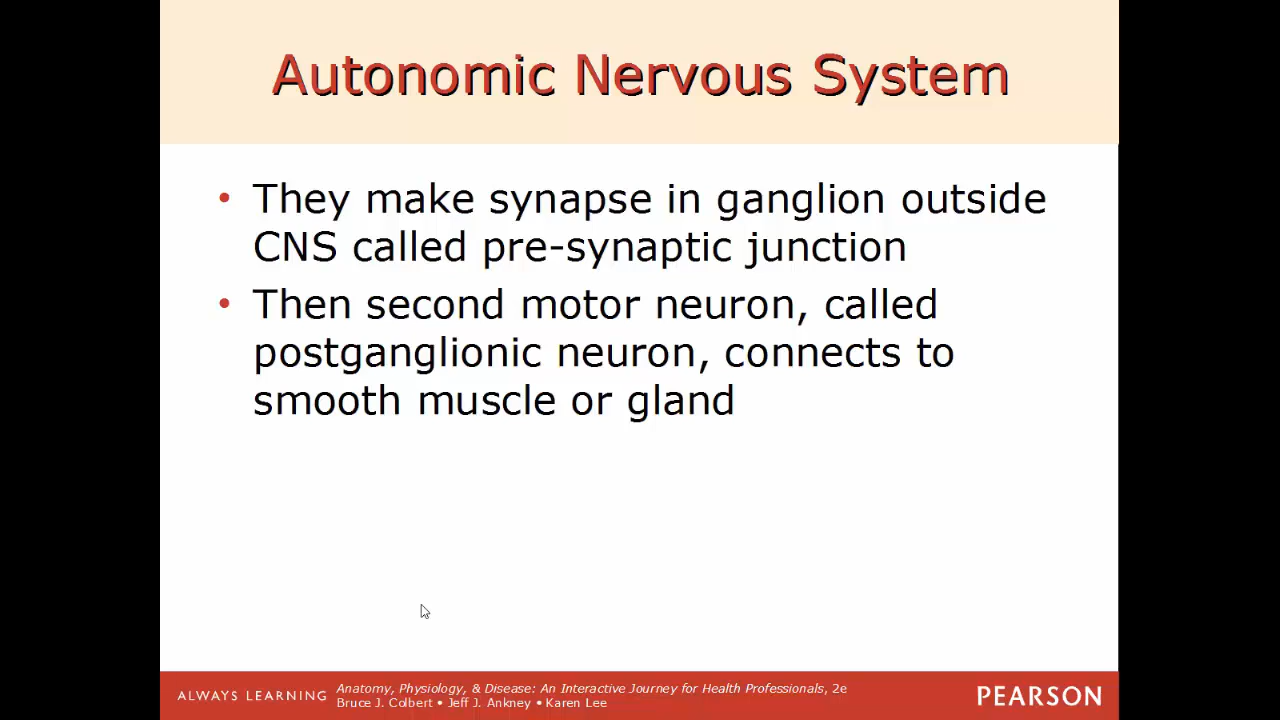 Autonomic Nervous System
• They make synapse in ganglion outside
CNS called pre-synaptic junction
• Then second motor neuron, called
postganglionic neuron, connects to
smooth muscle or gland
ALWAYS LEARNING
Anatomy, Physiology, & Disease: An Interactive Journey for Health Professionals, 2e
Bruce J. Colbert • Jeff J. Ankney • Karen Lee
PEARSON